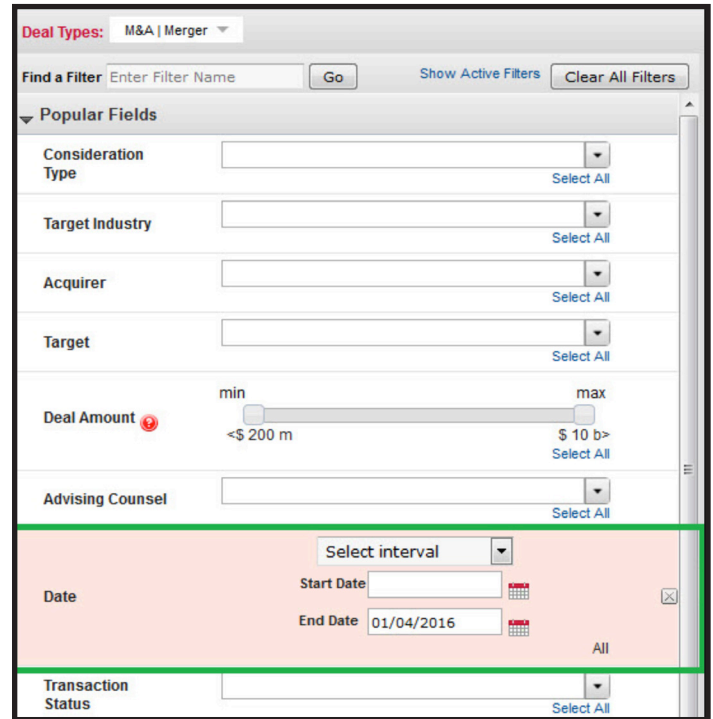 Deal Types: M&A | Merger
Find a Filter Enter Filter Name Go Show Active Filters Clear All Filters
Popular Fields
Consideration
Type
Select All
Target Industry
Select All
Acquirer
Select All
Target
Select All
min max
Deal Amount ?
<$ 200 m $ 10 b>
Select All
Advising Counsel
Select All
Select interval
Start Date
Date
End Date 01/04/2016
All
Transaction
Status
Select All